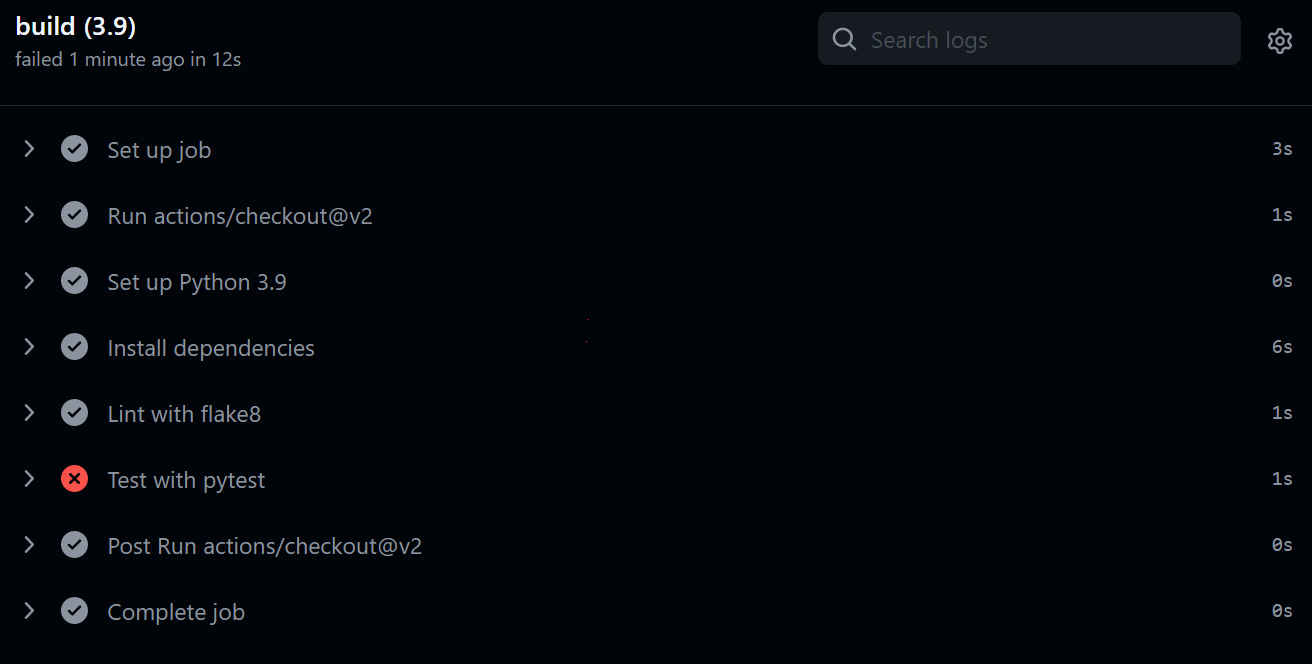 build (3.9)
failed 1 minute ago in 12s
Search logs
Set up job 3s
Run actions/checkout@v2 1s
Set up Python 3.9 0s
Install dependencies 6s
Lint with flake8 1s
Test with pytest 1s
Post Run actions/checkout@v2 0s
Complete job 0s